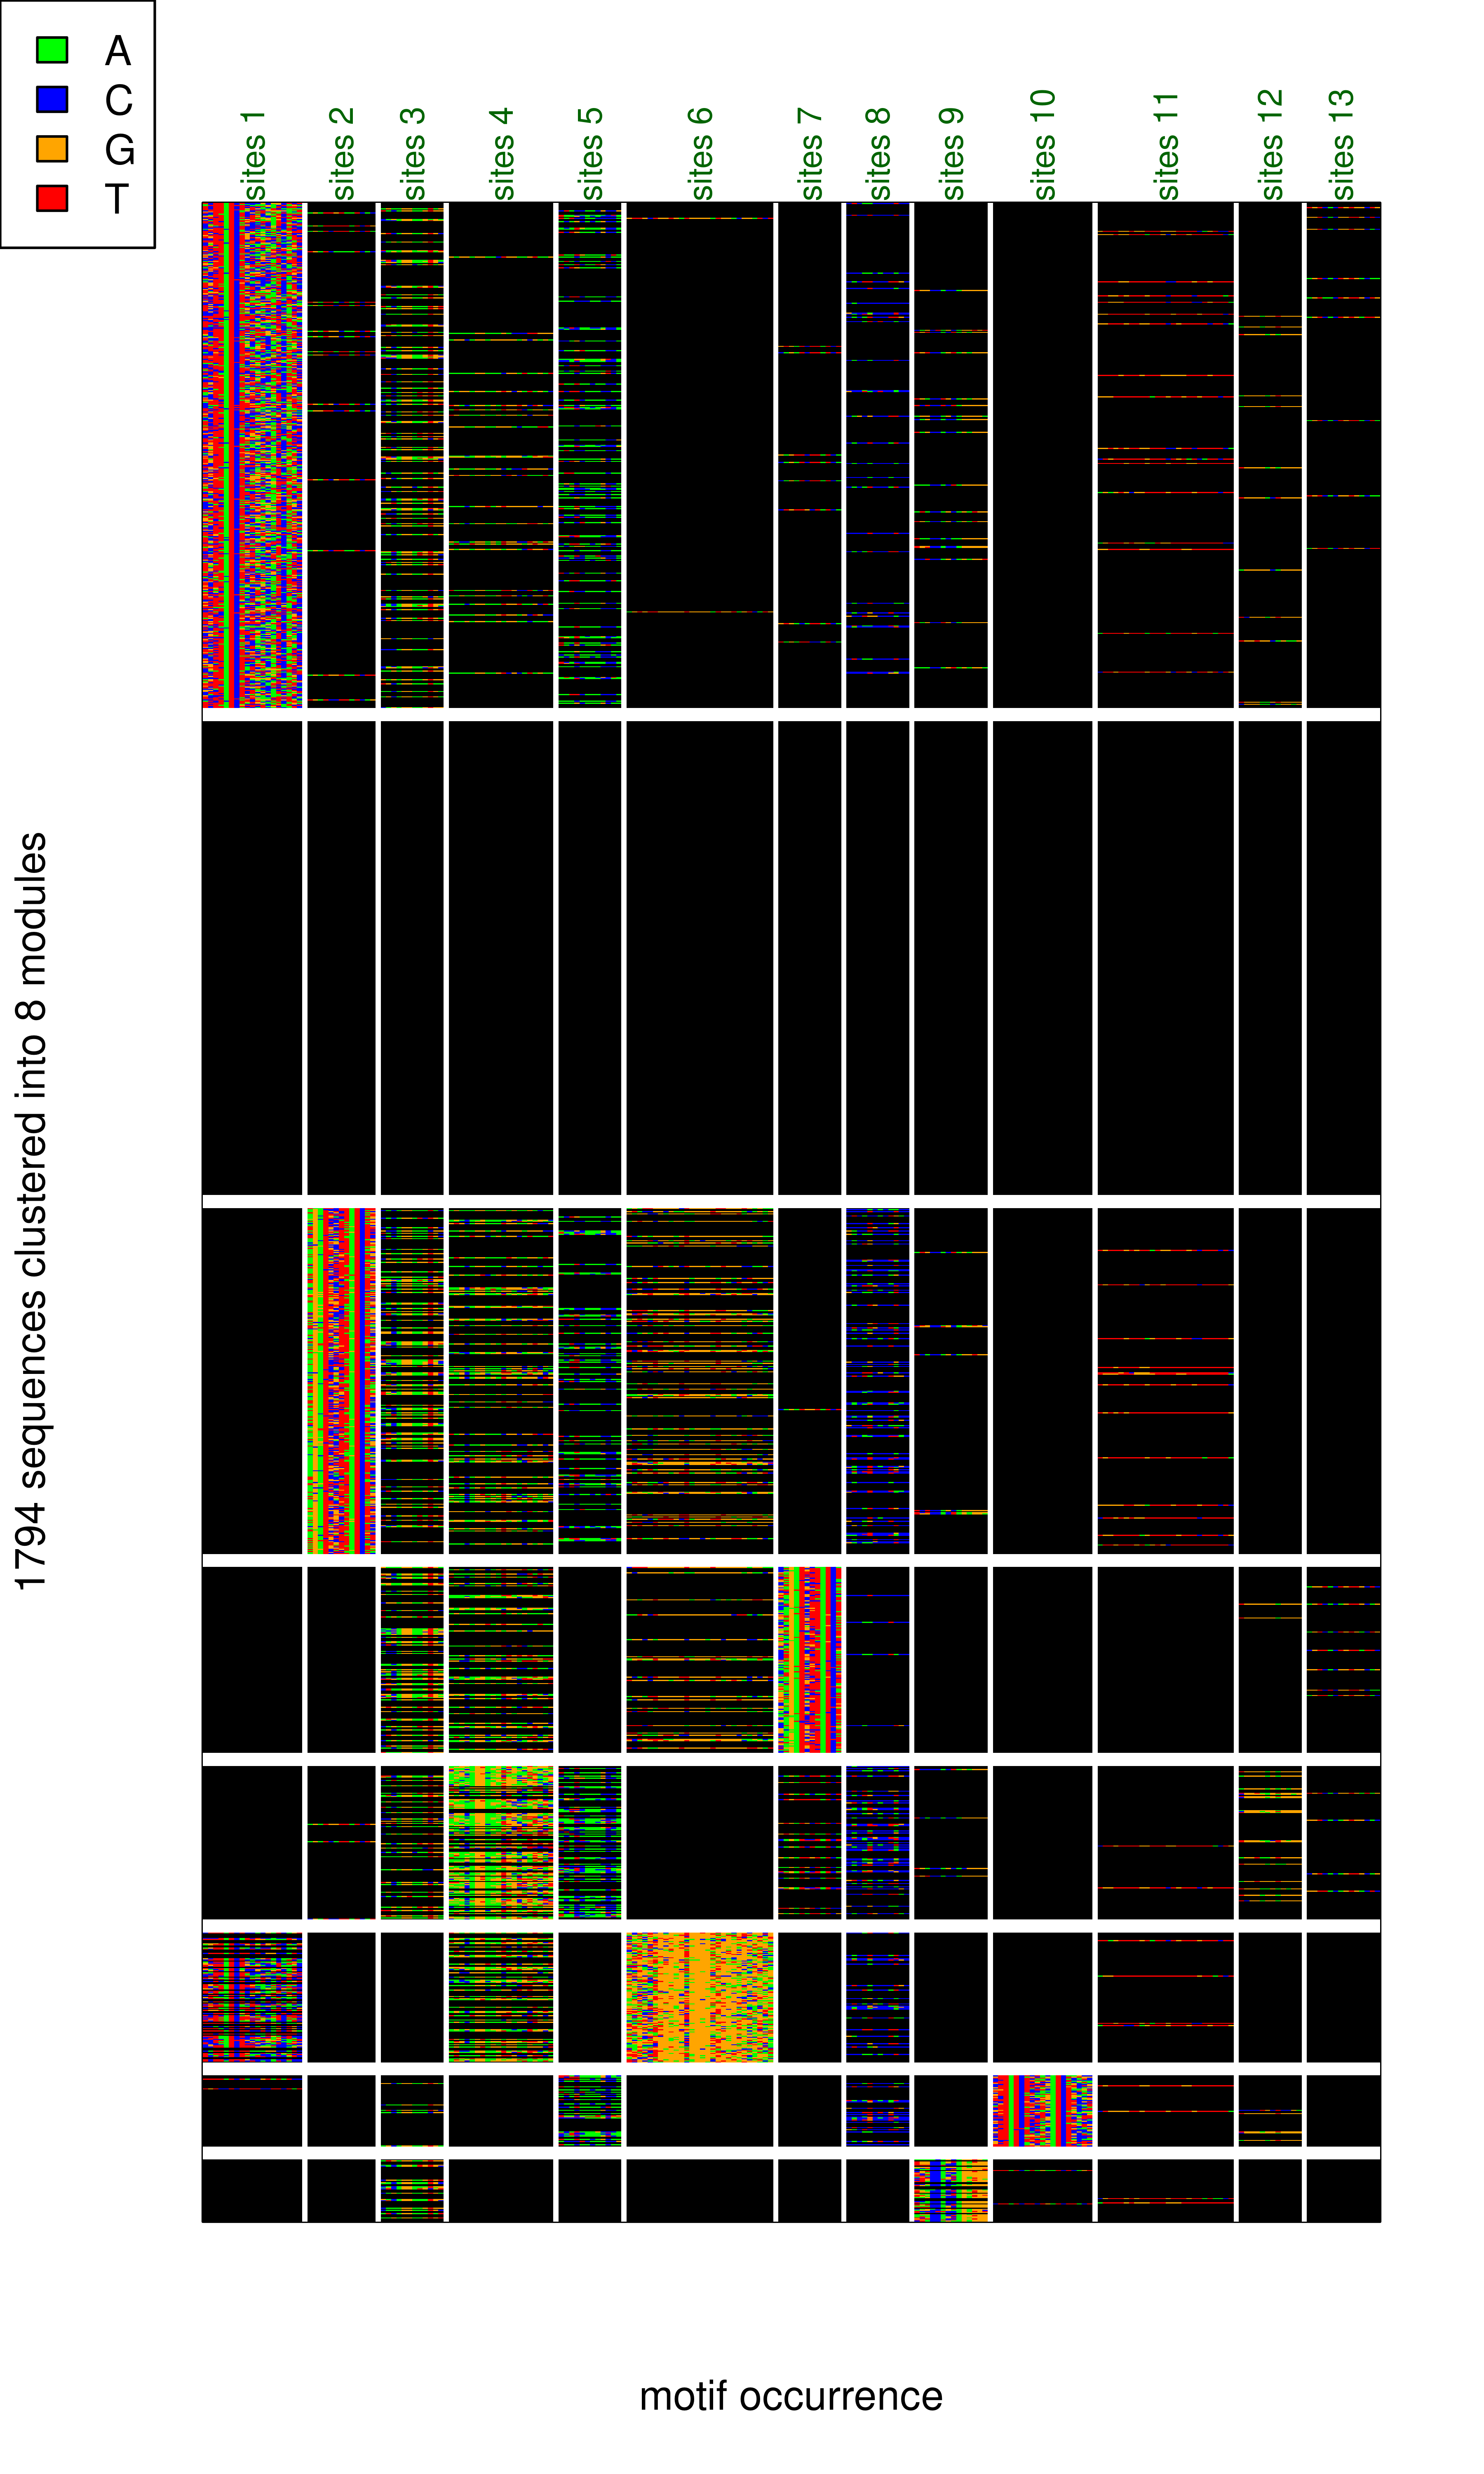 A
C
G
T
sites 1
sites 2
sites 3
sites 4
sites 5
sites 6
sites 7
sites 8
sites 9
sites 10
sites 11
sites 12
sites 13
1794 sequences clustered into 8 modules
motif occurrence